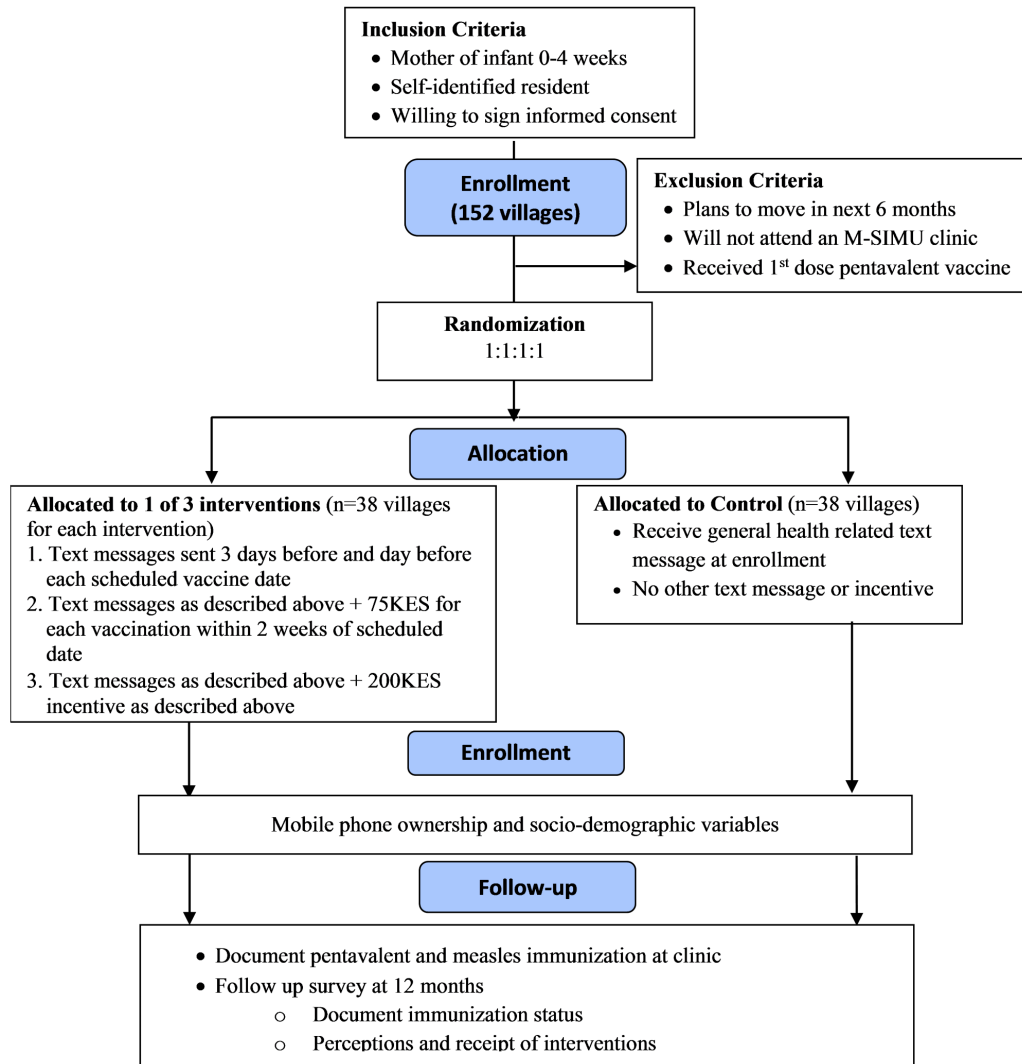 Inclusion Criteria
• Mother of infant 0-4 weeks
• Self-identified resident
• Willing to sign informed consent
Enrollment
(152 villages)
Exclusion Criteria
• Plans to move in next 6 months
• Will not attend an M-SIMU clinic
• Received 1st dose pentavalent vaccine
Randomization
1:1:1:1
Allocation
Allocated to 1 of 3 interventions (n=38 villages
for each intervention)
1. Text messages sent 3 days before and day before
each scheduled vaccine date
2. Text messages as described above + 75KES for
each vaccination within 2 weeks of scheduled
date
3. Text messages as described above + 200KES
incentive as described above
Allocated to Control (n=38 villages)
• Receive general health related text
message at enrollment
• No other text message or incentive
Enrollment
Mobile phone ownership and socio-demographic variables
Follow-up
• Document pentavalent and measles immunization at clinic
• Follow up survey at 12 months
o Document immunization status
o Perceptions and receipt of interventions